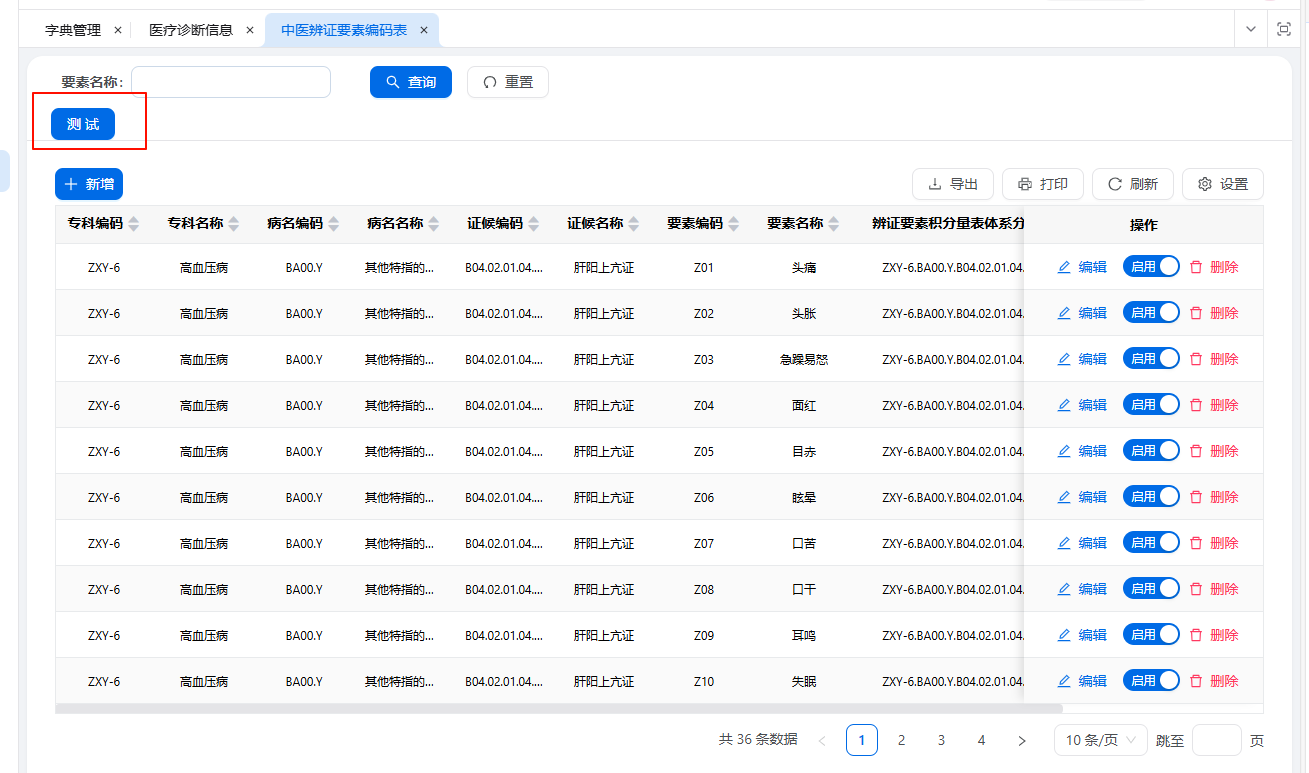 字典管理 × 医疗诊断信息 × 中医辨证要素编码表 ×
要素名称: 查询 重置
测 试
新增 导出 打印 刷新 设置
专科编码 专科名称 病名编码 病名名称 证候编码 证候名称 要素编码 要素名称 辨证要素积分量表体系分 操作
ZXY-6 高血压病 BA00.Y 其他特指的... B04.02.01.04.... 肝阳上亢证 Z01 头痛 ZXY-6.BA00.Y.B04.02.01.04. 编辑 启用 删除
ZXY-6 高血压病 BA00.Y 其他特指的... B04.02.01.04.... 肝阳上亢证 Z02 头胀 ZXY-6.BA00.Y.B04.02.01.04. 编辑 启用 删除
ZXY-6 高血压病 BA00.Y 其他特指的... B04.02.01.04.... 肝阳上亢证 Z03 急躁易怒 ZXY-6.BA00.Y.B04.02.01.04. 编辑 启用 删除
ZXY-6 高血压病 BA00.Y 其他特指的... B04.02.01.04.... 肝阳上亢证 Z04 面红 ZXY-6.BA00.Y.B04.02.01.04. 编辑 启用 删除
ZXY-6 高血压病 BA00.Y 其他特指的... B04.02.01.04.... 肝阳上亢证 Z05 目赤 ZXY-6.BA00.Y.B04.02.01.04. 编辑 启用 删除
ZXY-6 高血压病 BA00.Y 其他特指的... B04.02.01.04.... 肝阳上亢证 Z06 眩晕 ZXY-6.BA00.Y.B04.02.01.04. 编辑 启用 删除
ZXY-6 高血压病 BA00.Y 其他特指的... B04.02.01.04.... 肝阳上亢证 Z07 口苦 ZXY-6.BA00.Y.B04.02.01.04. 编辑 启用 删除
ZXY-6 高血压病 BA00.Y 其他特指的... B04.02.01.04.... 肝阳上亢证 Z08 口干 ZXY-6.BA00.Y.B04.02.01.04. 编辑 启用 删除
ZXY-6 高血压病 BA00.Y 其他特指的... B04.02.01.04.... 肝阳上亢证 Z09 耳鸣 ZXY-6.BA00.Y.B04.02.01.04. 编辑 启用 删除
ZXY-6 高血压病 BA00.Y 其他特指的... B04.02.01.04.... 肝阳上亢证 Z10 失眠 ZXY-6.BA00.Y.B04.02.01.04. 编辑 启用 删除
共 36 条数据 < 1 2 3 4 > 10 条/页 跳至 页